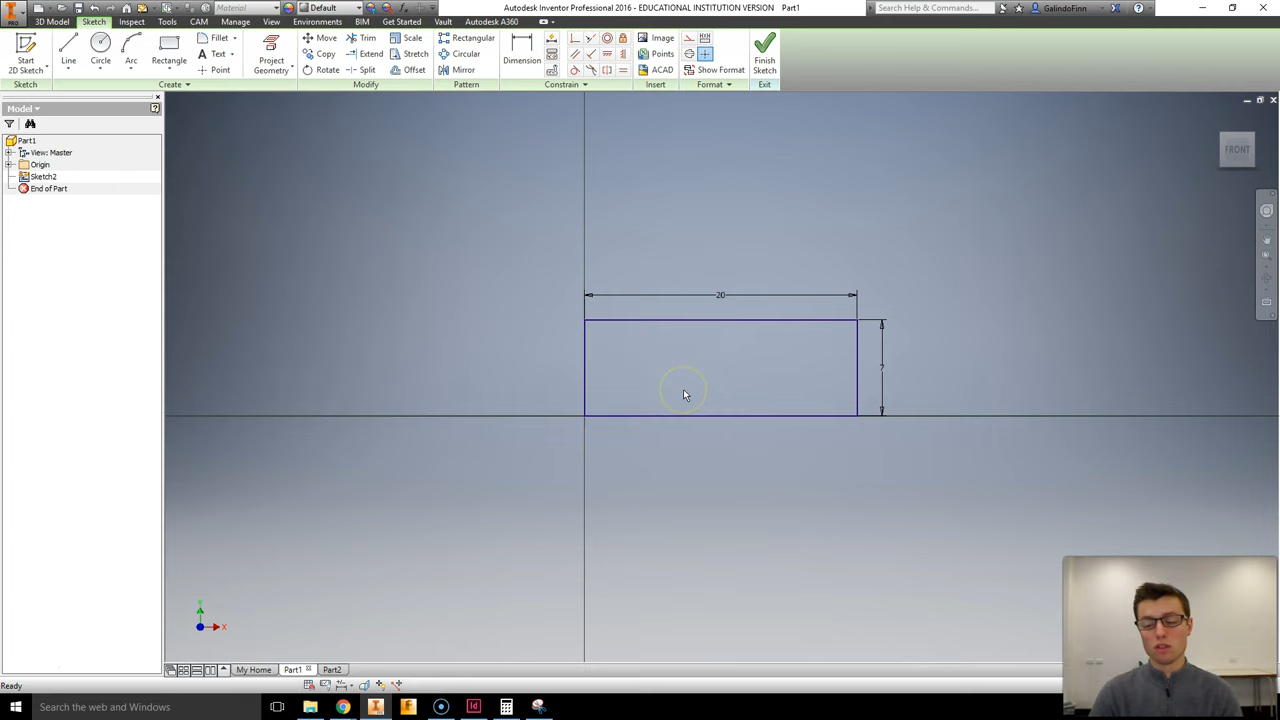 Autodesk Inventor Professional 2016 - EDUCATIONAL INSTITUTION VERSION Part1
PRO
Material
Default
Search Help & Commands...
GalindoFinn
3D Model Sketch Inspect Tools CAM Manage View Environments BIM Get Started Vault Autodesk A360
Start
2D Sketch
Line
Circle
Arc
Rectangle
Fillet
Text
Point
Project
Geometry
Move
Copy
Rotate
Trim
Extend
Split
Scale
Stretch
Offset
Rectangular
Circular
Mirror
Dimension
Image
Points
ACAD
Show Format
Finish
Sketch
Sketch Create Modify Pattern Constrain Insert Format Exit
Model
Part1
View: Master
Origin
Sketch2
End of Part
FRONT
20
7
Y
X
My Home Part1 Part2
Ready
Search the web and Windows